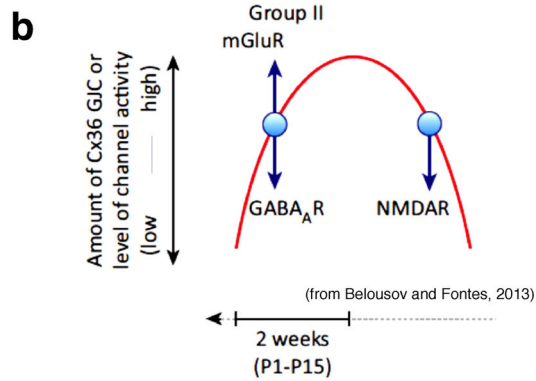 b
Group II
mGluR
Amount of Cx36 GJC or
level of channel activity
(low high)
GABA_AR
NMDAR
(from Belousov and Fontes, 2013)
2 weeks
(P1-P15)